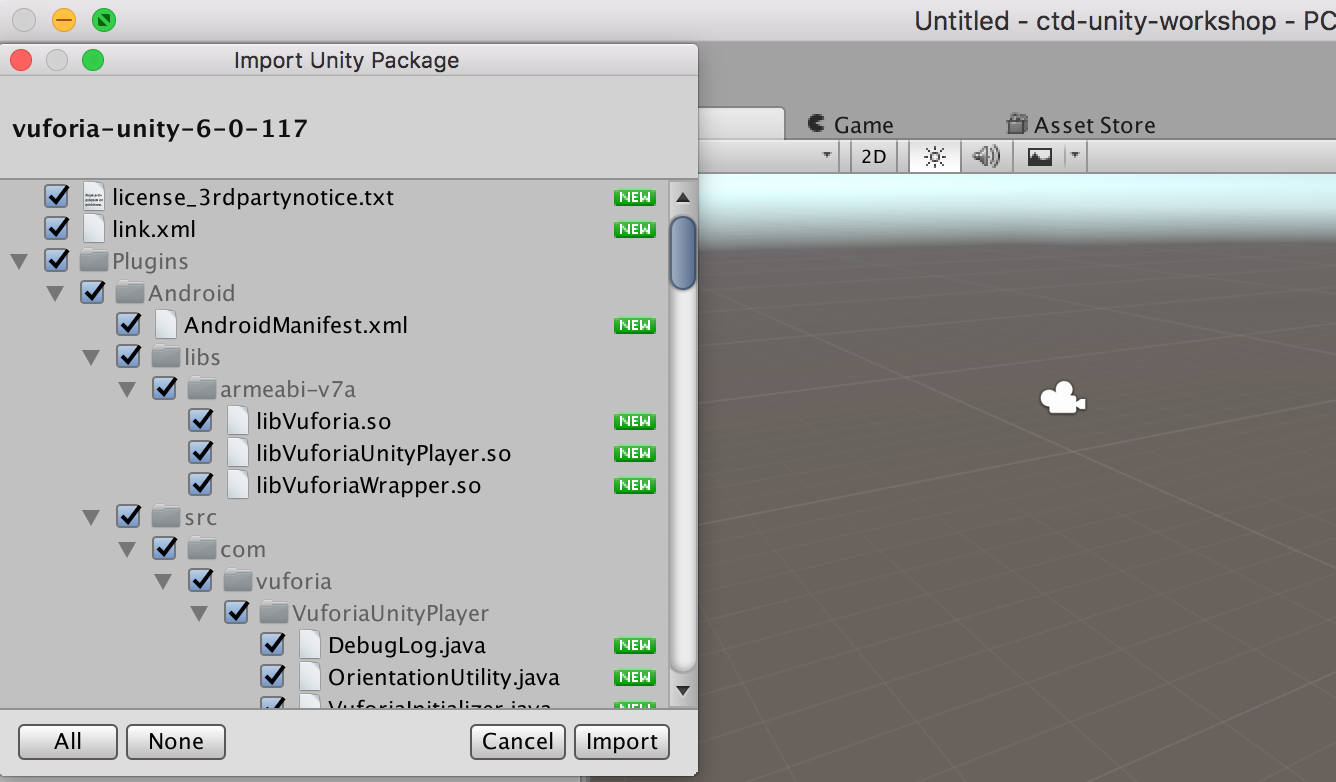 Untitled - ctd-unity-workshop - PC
Import Unity Package
vuforia-unity-6-0-117
Game
Asset Store
2D
license_3rdpartynotice.txt NEW
link.xml NEW
Plugins
Android
AndroidManifest.xml NEW
libs
armeabi-v7a
libVuforia.so NEW
libVuforiaUnityPlayer.so NEW
libVuforiaWrapper.so NEW
src
com
vuforia
VuforiaUnityPlayer
DebugLog.java NEW
OrientationUtility.java NEW
VuforiaInitializer.java NEW
All
None
Cancel
Import